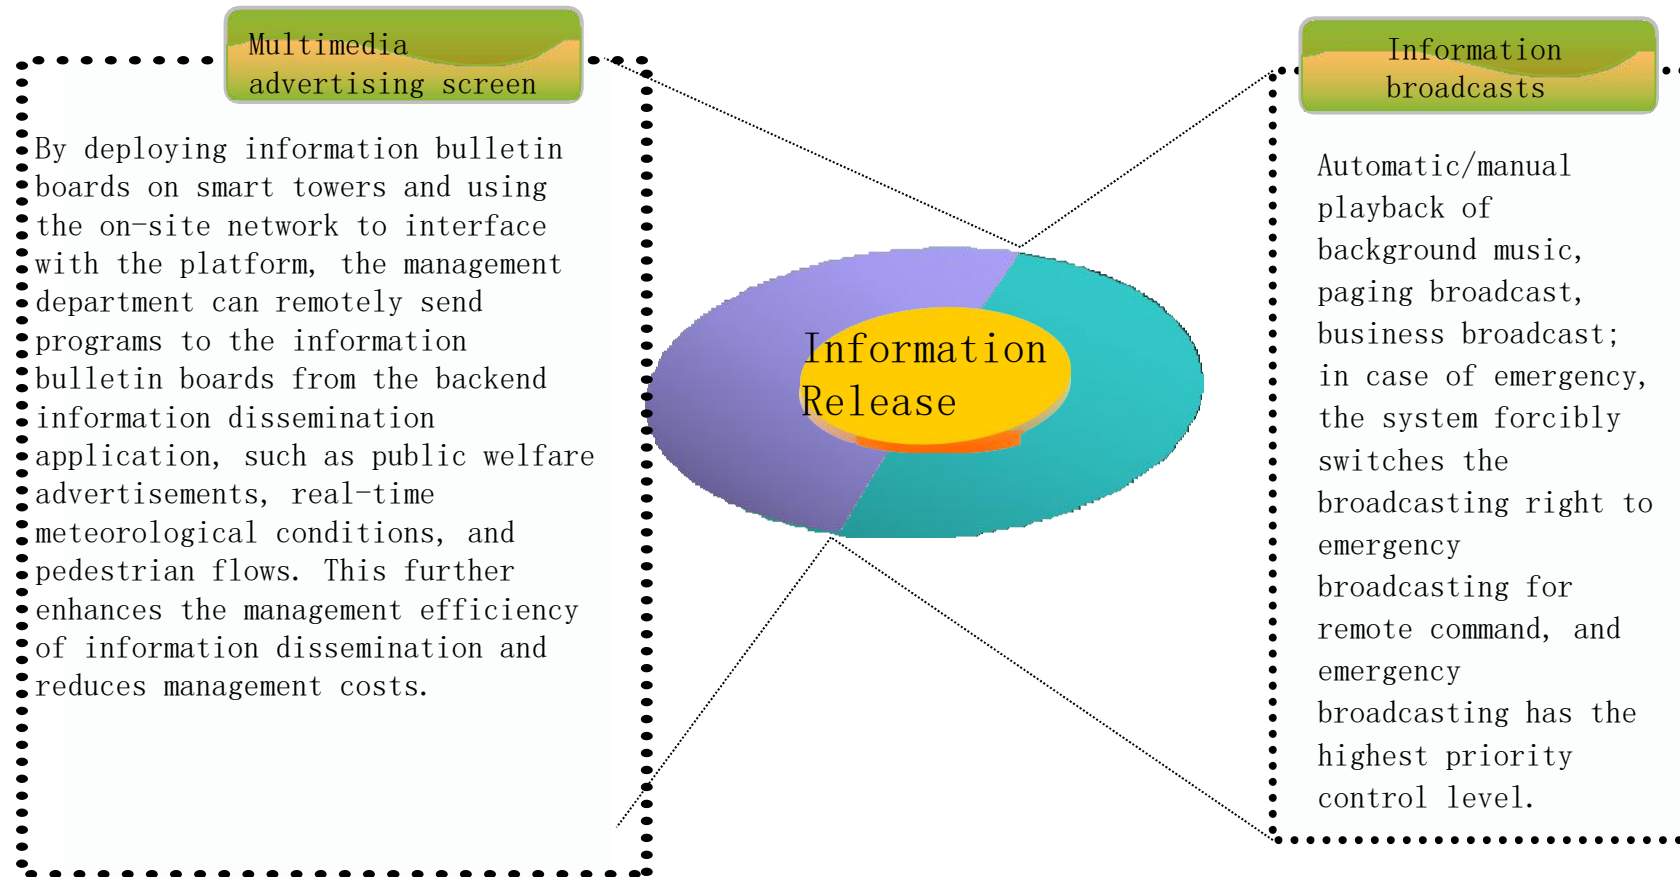 Multimedia
advertising screen
By deploying information bulletin
boards on smart towers and using
the on-site network to interface
with the platform, the management
department can remotely send
programs to the information
bulletin boards from the backend
information dissemination
application, such as public welfare
advertisements, real-time
meteorological conditions, and
pedestrian flows. This further
enhances the management efficiency
of information dissemination and
reduces management costs.
Information
Release
Information
broadcasts
Automatic/manual
playback of
background music,
paging broadcast,
business broadcast;
in case of emergency,
the system forcibly
switches the
broadcasting right to
emergency
broadcasting for
remote command, and
emergency
broadcasting has the
highest priority
control level.